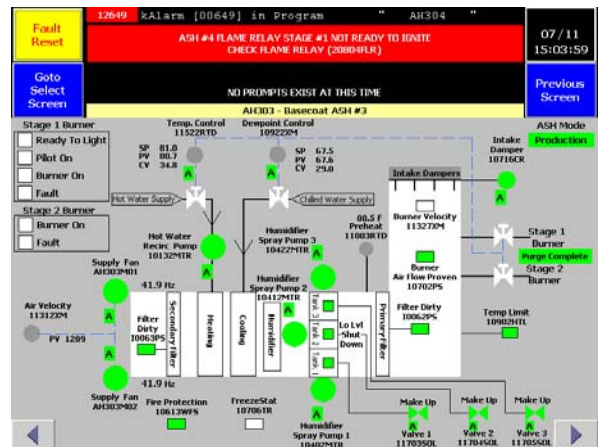 Fault
Reset
12649 kAlarm [00649] in Program " AH304 "
ASH #4 FLAME RELAY STAGE #1 NOT READY TO IGNITE
CHECK FLAME RELAY (20804FLR)
07/11
15:03:59
Goto
Select
Screen
NO PROMPTS EXIST AT THIS TIME
Previous
Screen
AH303 - Basecoat ASH #3
Stage 1 Burner
Ready To Light
Pilot On
Burner On
Fault
Stage 2 Burner
Burner On
Fault
Temp. Control
11522RTD
SP 81.0
PV 80.7
CV 34.8
Dewpoint Control
10922XM
SP 67.5
PV 67.6
CV 29.0
ASH Mode
Production
Intake
Damper
10716CR
A
A
A
Hot Water Supply
Chilled Water Supply
Intake Dampers
Burner Velocity
11327XM
Stage 1
Burner
Purge Complete
Stage 2
Burner
Hot Water
Recirc Pump
10132MTR
A
Humidifier
Spray Pump 3
10422MTR
A
Preheat
11003RTD
Burner
Air Flow Proven
10702PS
Supply Fan
AH303M01
A
41.9 Hz
Humidifier
Spray Pump 2
10412MTR
A
Air Velocity
11312XM
PV 1209
Filter
Dirty
10063PS
Secondary Filter
Heating
Cooling
Humidifier
Tank 3
Tank 2
Tank 1
Lo Lvl
Shut
Down
Primary Filter
Filter Dirty
10062PS
Temp Limit
10902HTL
A
41.9 Hz
Supply Fan
AH303M02
Fire Protection
10613WFS
FreezeStat
10706TR
A
Humidifier
Spray Pump 1
10402MTR
Make Up
A
Valve 1
11703SOL
Make Up
A
Valve 2
11704SOL
Make Up
A
Valve 3
11705SOL